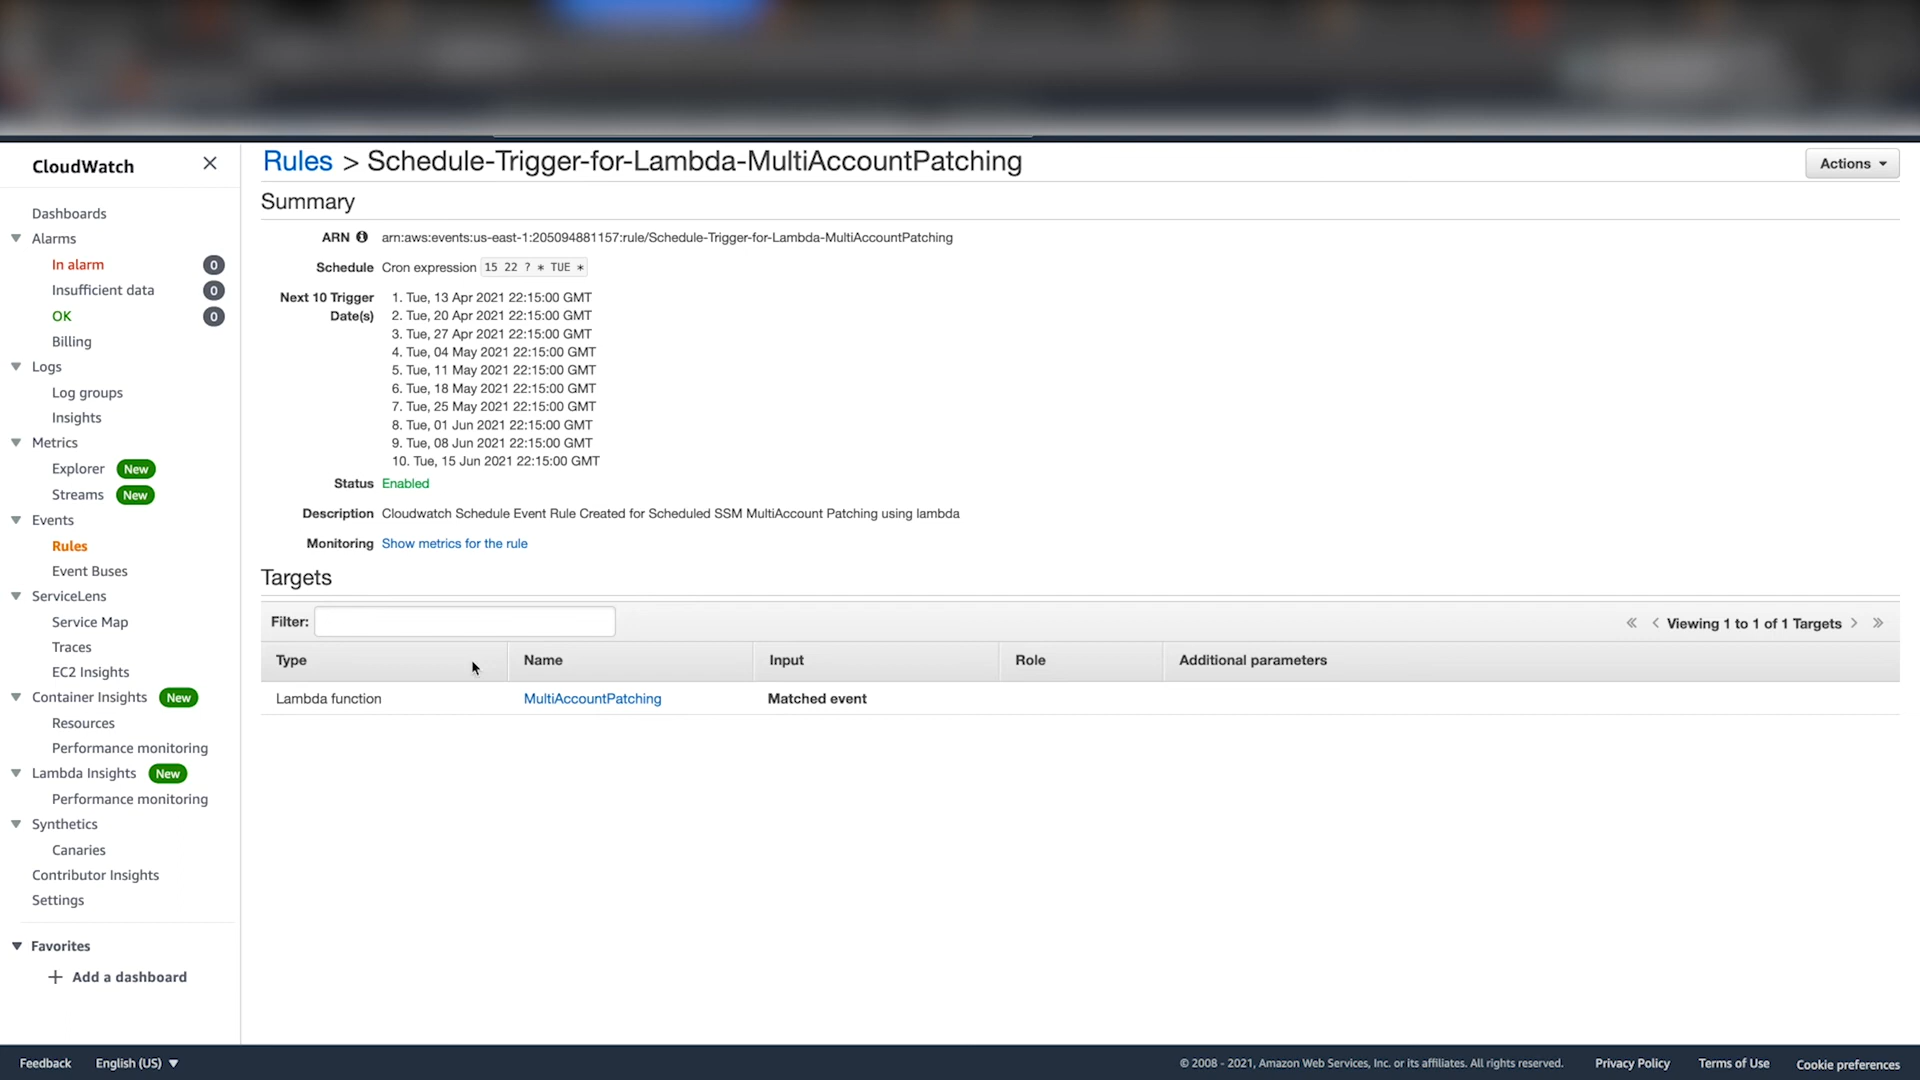 CloudWatch
Dashboards
Alarms
In alarm 0
Insufficient data 0
OK 0
Billing
Logs
Log groups
Insights
Metrics
Explorer New
Streams New
Events
Rules
Event Buses
ServiceLens
Service Map
Traces
EC2 Insights
Container Insights New
Resources
Performance monitoring
Lambda Insights New
Performance monitoring
Synthetics
Canaries
Contributor Insights
Settings
Favorites
+ Add a dashboard
Rules > Schedule-Trigger-for-Lambda-MultiAccountPatching
Actions
Summary
ARN arn:aws:events:us-east-1:205094881157:rule/Schedule-Trigger-for-Lambda-MultiAccountPatching
Schedule Cron expression 15 22 ? * TUE *
Next 10 Trigger Date(s)
1. Tue, 13 Apr 2021 22:15:00 GMT
2. Tue, 20 Apr 2021 22:15:00 GMT
3. Tue, 27 Apr 2021 22:15:00 GMT
4. Tue, 04 May 2021 22:15:00 GMT
5. Tue, 11 May 2021 22:15:00 GMT
6. Tue, 18 May 2021 22:15:00 GMT
7. Tue, 25 May 2021 22:15:00 GMT
8. Tue, 01 Jun 2021 22:15:00 GMT
9. Tue, 08 Jun 2021 22:15:00 GMT
10. Tue, 15 Jun 2021 22:15:00 GMT
Status Enabled
Description Cloudwatch Schedule Event Rule Created for Scheduled SSM MultiAccount Patching using lambda
Monitoring Show metrics for the rule
Targets
Filter:
« < Viewing 1 to 1 of 1 Targets > »
Type Name Input Role Additional parameters
Lambda function MultiAccountPatching Matched event
Feedback English (US) © 2008 - 2021, Amazon Web Services, Inc. or its affiliates. All rights reserved. Privacy Policy Terms of Use Cookie preferences